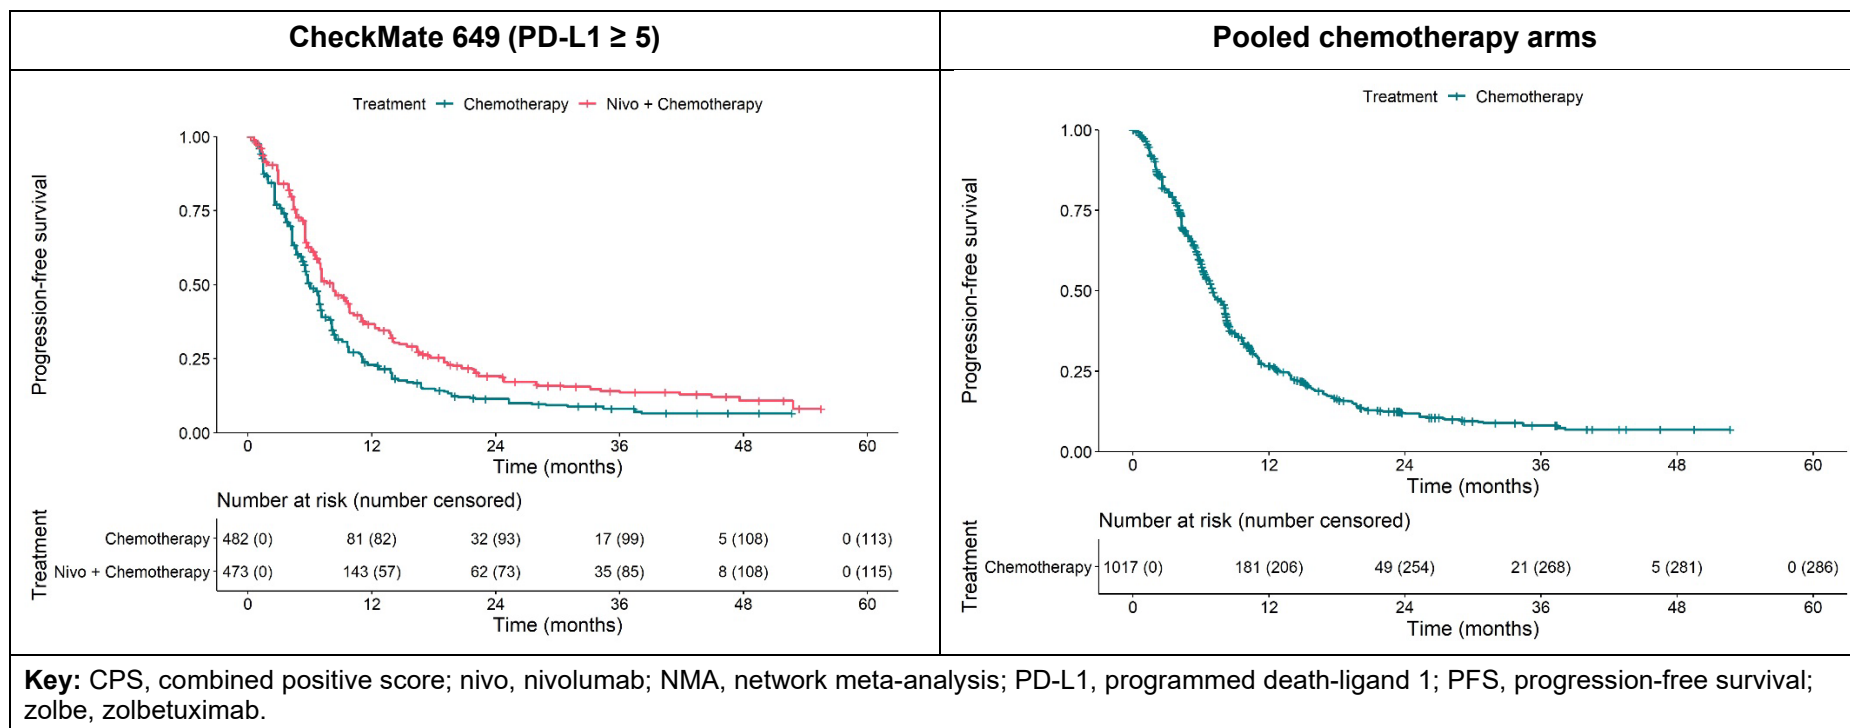 CheckMate 649 (PD-L1 ≥ 5)
Treatment Chemotherapy Nivo + Chemotherapy
Progression-free survival
1.00
0.75
0.50
0.25
0.00
0 12 24 36 48 60
Time (months)
Number at risk (number censored)
Treatment
Chemotherapy 482 (0) 81 (82) 32 (93) 17 (99) 5 (108) 0 (113)
Nivo + Chemotherapy 473 (0) 143 (57) 62 (73) 35 (85) 8 (108) 0 (115)
0 12 24 36 48 60
Time (months)
Pooled chemotherapy arms
Treatment Chemotherapy
Progression-free survival
1.00
0.75
0.50
0.25
0.00
0 12 24 36 48 60
Time (months)
Number at risk (number censored)
Treatment
Chemotherapy 1017 (0) 181 (206) 49 (254) 21 (268) 5 (281) 0 (286)
0 12 24 36 48 60
Time (months)
Key: CPS, combined positive score; nivo, nivolumab; NMA, network meta-analysis; PD-L1, programmed death-ligand 1; PFS, progression-free survival;
zolbe, zolbetuximab.